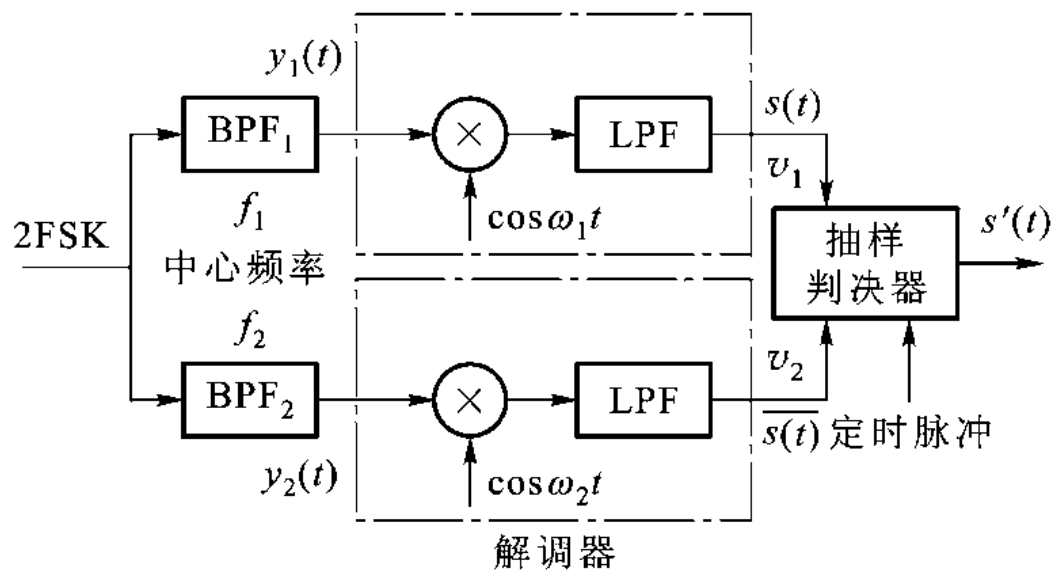 y₁(t)
BPF₁
×
LPF
s(t)
v₁
f₁
cosω₁t
2FSK
中心频率
抽样
判决器
s′(t)
f₂
BPF₂
×
LPF
v₂
s(t)̅
定时脉冲
y₂(t)
cosω₂t
解调器